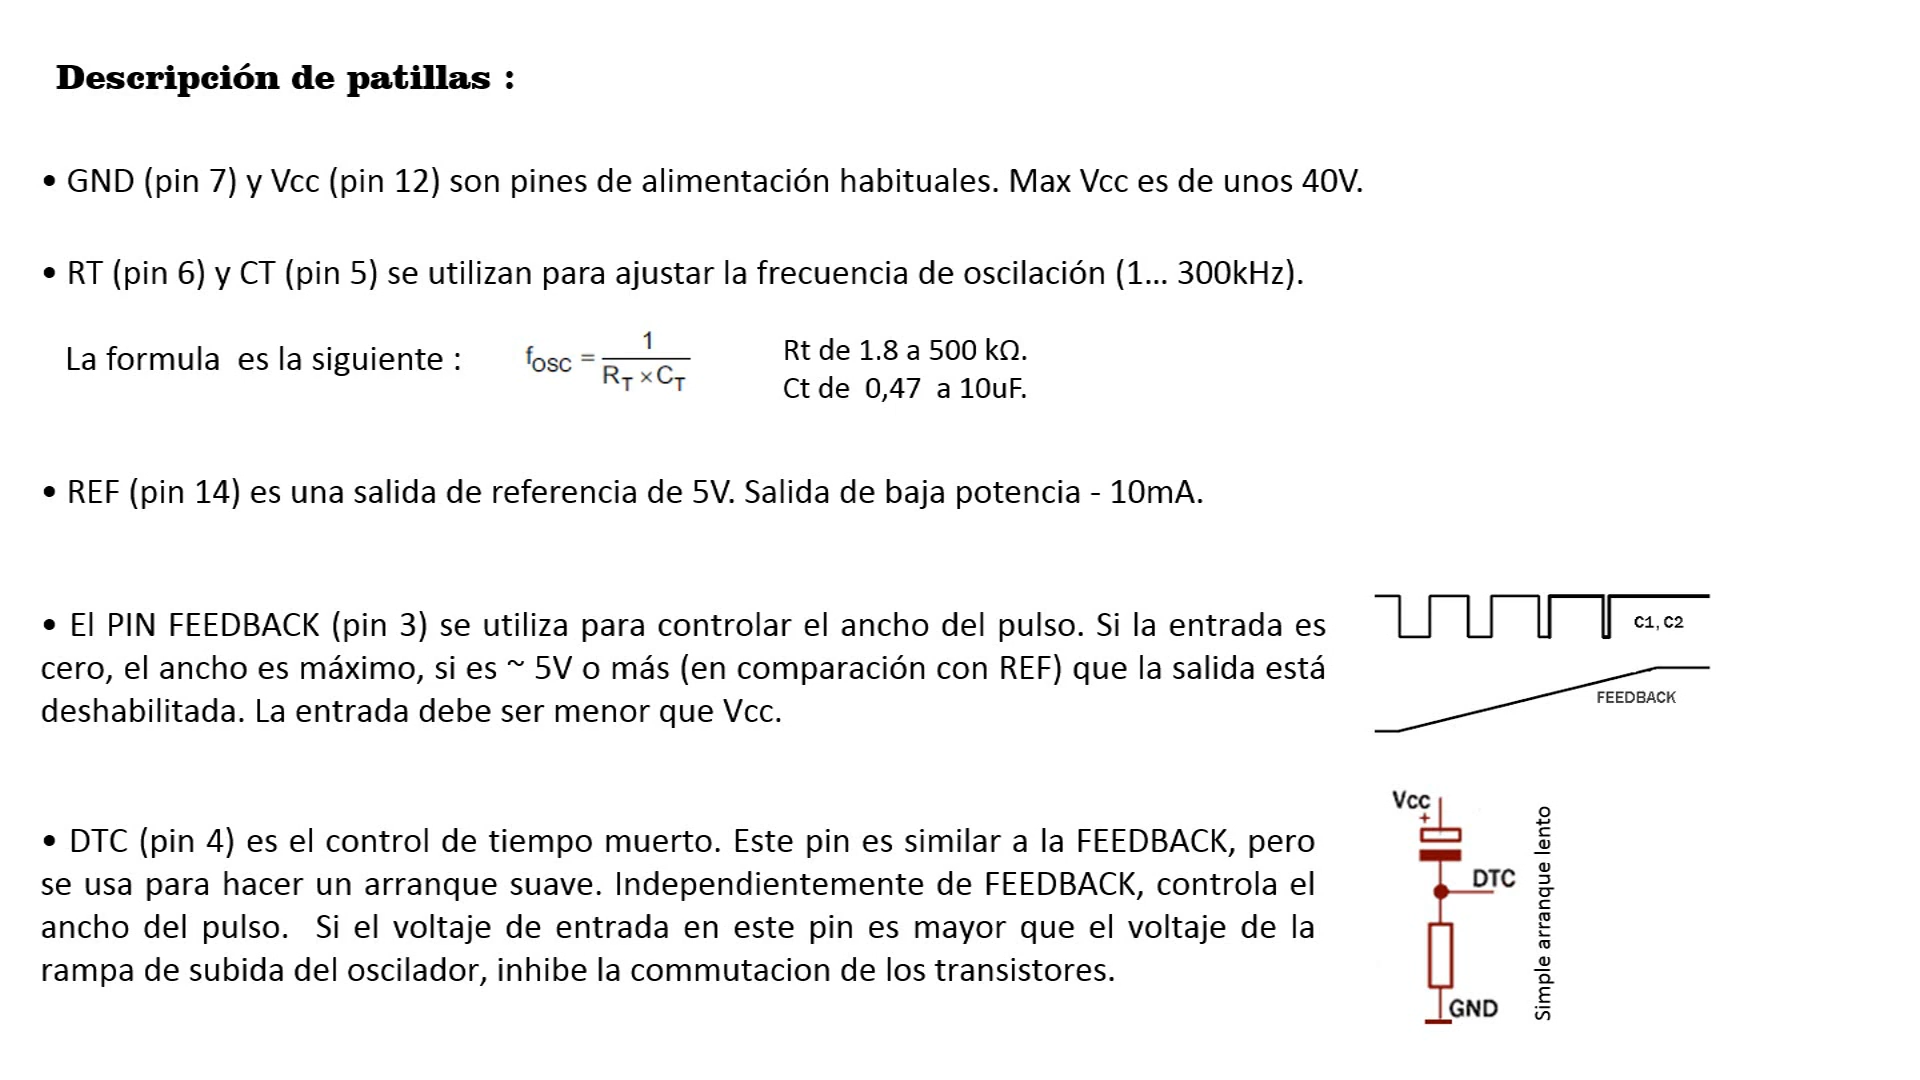 Descripción de patillas :
• GND (pin 7) y Vcc (pin 12) son pines de alimentación habituales. Max Vcc es de unos 40V.
• RT (pin 6) y CT (pin 5) se utilizan para ajustar la frecuencia de oscilación (1... 300kHz).
La formula  es la siguiente :
fOSC = 1 / RT × CT
Rt de 1.8 a 500 kΩ.
Ct de  0,47  a 10uF.
• REF (pin 14) es una salida de referencia de 5V. Salida de baja potencia - 10mA.
• El PIN FEEDBACK (pin 3) se utiliza para controlar el ancho del pulso. Si la entrada es
cero, el ancho es máximo, si es ~ 5V o más (en comparación con REF) que la salida está
deshabilitada. La entrada debe ser menor que Vcc.
C1, C2
FEEDBACK
• DTC (pin 4) es el control de tiempo muerto. Este pin es similar a la FEEDBACK, pero
se usa para hacer un arranque suave. Independientemente de FEEDBACK, controla el
ancho del pulso.  Si el voltaje de entrada en este pin es mayor que el voltaje de la
rampa de subida del oscilador, inhibe la commutacion de los transistores.
Vcc
+
DTC
GND
Simple arranque lento